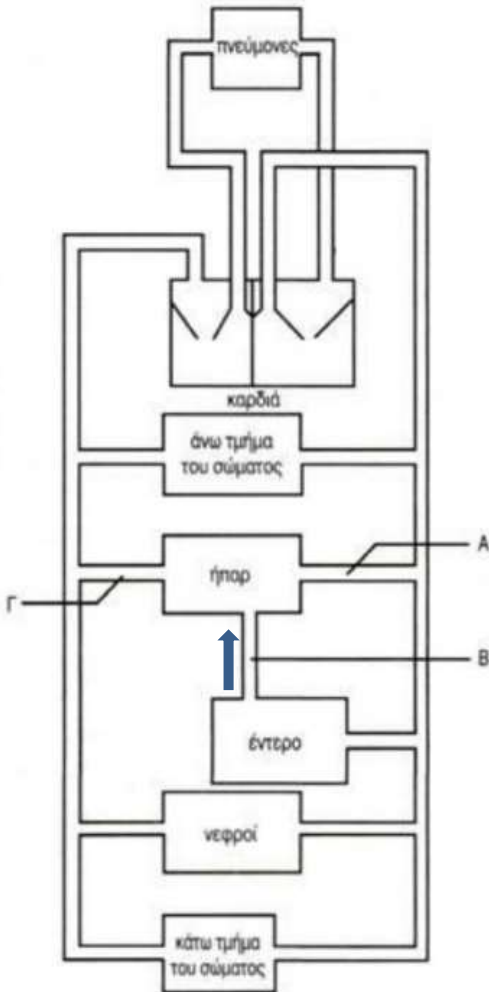 πνεύμονες
καρδιά
άνω τμήμα
του σώματος
Α
ήπαρ
Γ
Β
έντερο
νεφροί
κάτω τμήμα
του σώματος